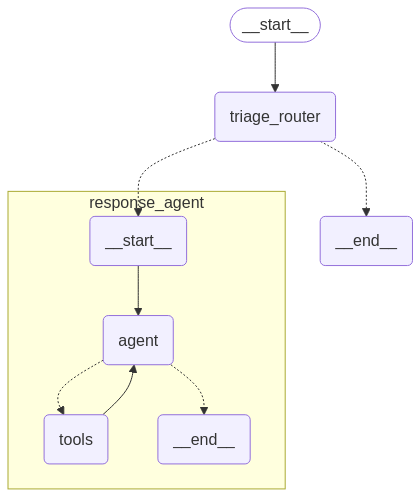 __start__
triage_router
response_agent
__start__
__end__
agent
tools
__end__